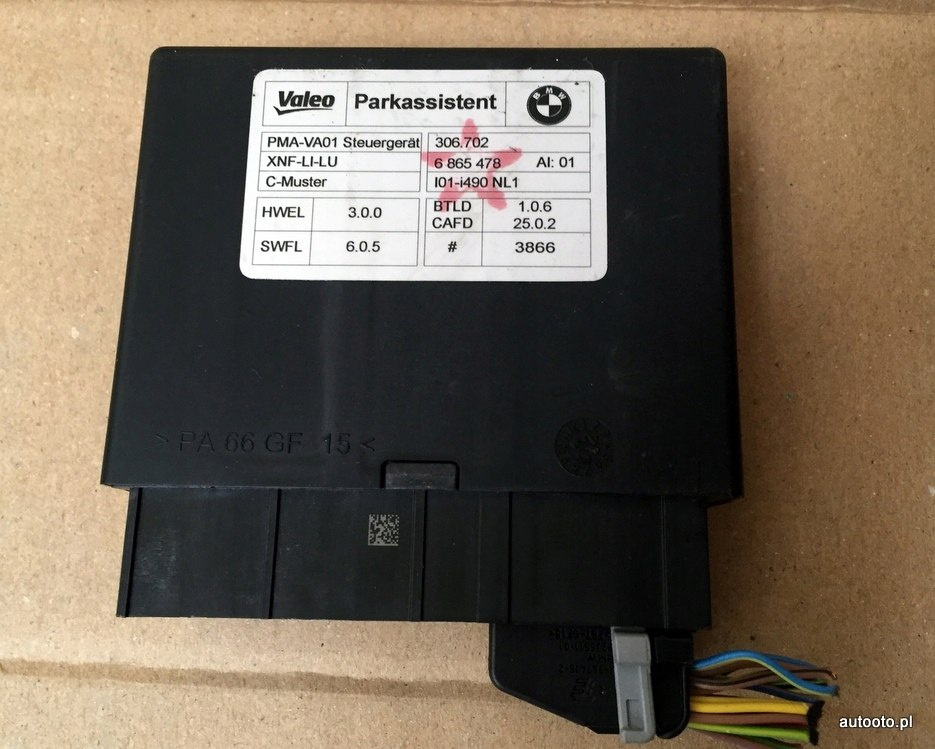 Valeo Parkassistent BMW
PMA-VA01 Steuergerät 306.702
XNF-LI-LU 6 865 478 AI: 01
C-Muster I01-i490 NL1
HWEL 3.0.0 BTLD 1.0.6
CAFD 25.0.2
SWFL 6.0.5 # 3866
> PA 66 GF 15 <
autooto.pl